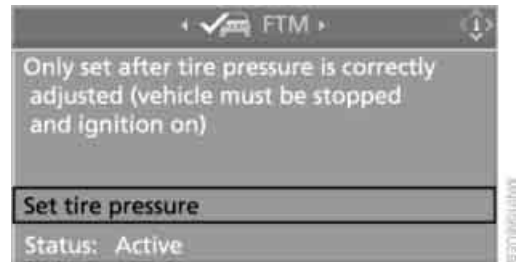 FTM
Only set after tire pressure is correctly
adjusted (vehicle must be stopped
and ignition on)
Set tire pressure
Status: Active